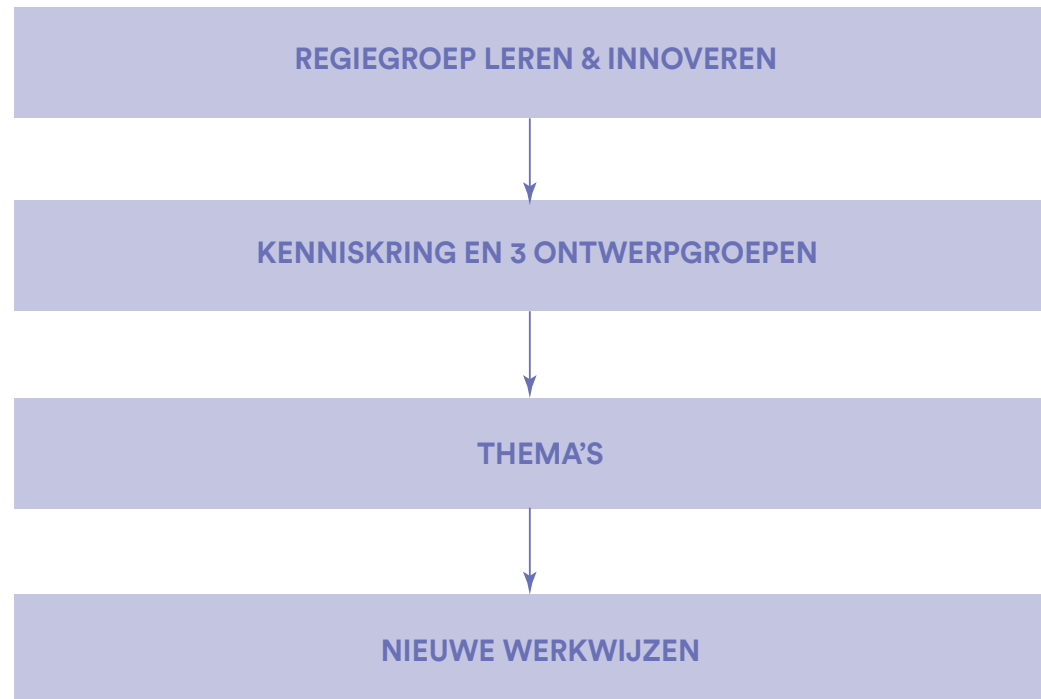 REGIEGROEP LEREN & INNOVEREN
KENNISKRING EN 3 ONTWERPGROEPEN
THEMA’S
NIEUWE WERKWIJZEN